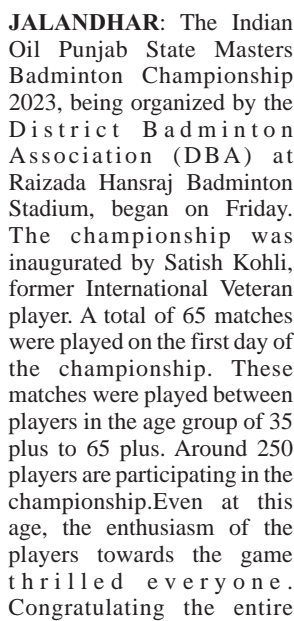 JALANDHAR: The Indian
Oil Punjab State Masters
Badminton Championship
2023, being organized by the
District Badminton
Association (DBA) at
Raizada Hansraj Badminton
Stadium, began on Friday.
The championship was
inaugurated by Satish Kohli,
former International Veteran
player. A total of 65 matches
were played on the first day of
the championship. These
matches were played between
players in the age group of 35
plus to 65 plus. Around 250
players are participating in the
championship.Even at this
age, the enthusiasm of the
players towards the game
thrilled everyone.
Congratulating the entire